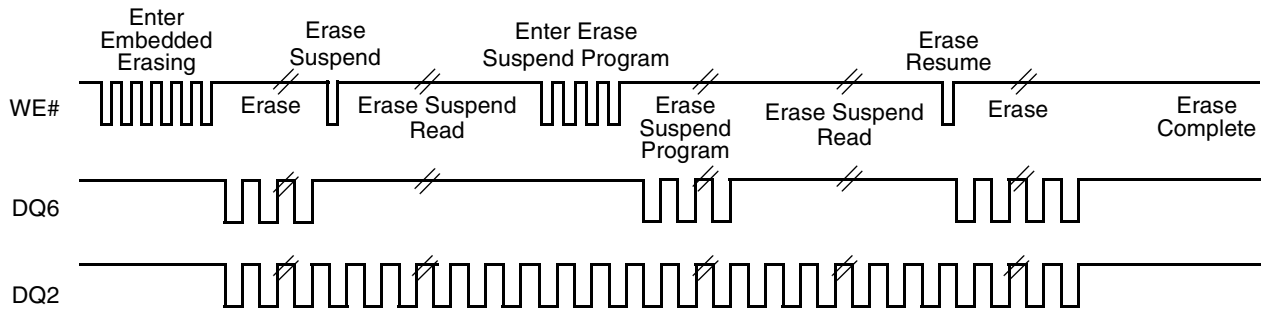 Enter
Embedded
Erasing
Erase
Suspend
Enter Erase
Suspend Program
Erase
Resume
WE#
Erase
Erase Suspend
Read
Erase
Suspend
Program
Erase Suspend
Read
Erase
Erase
Complete
DQ6
DQ2